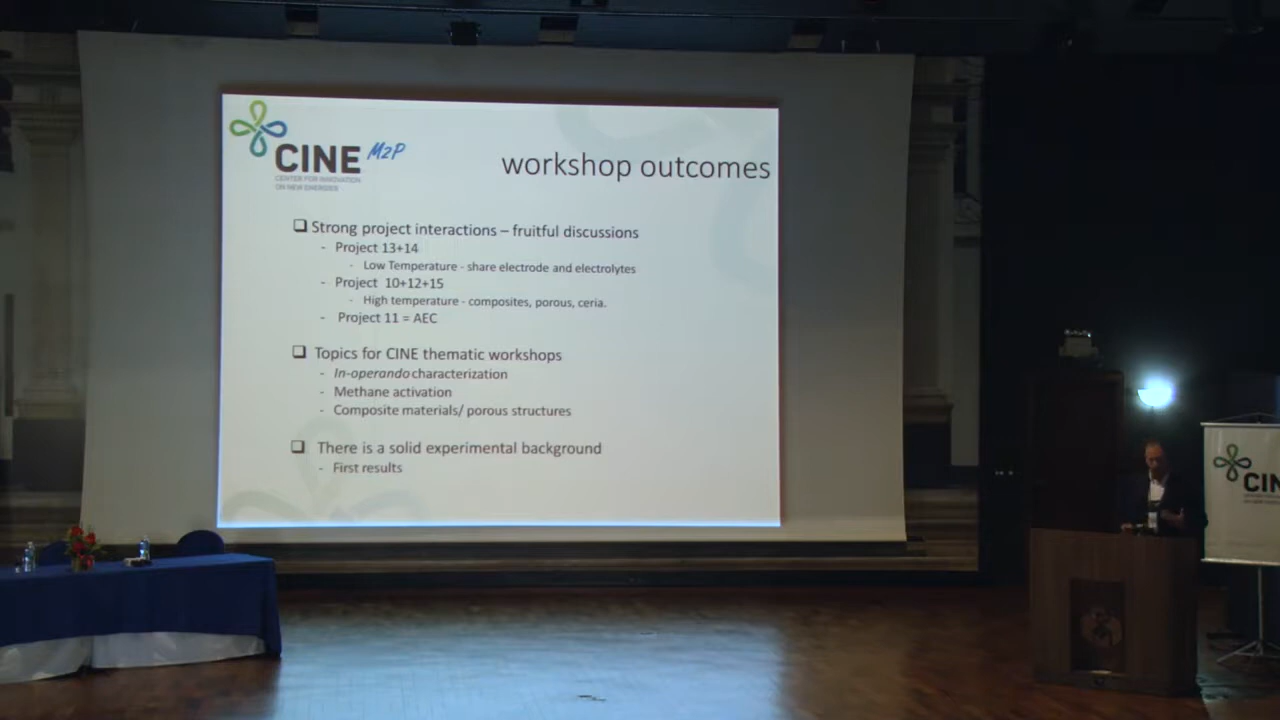 CINE M2P
CENTER FOR INNOVATION
ON NEW ENERGIES
workshop outcomes
Strong project interactions – fruitful discussions
- Project 13+14
- Low Temperature - share electrode and electrolytes
- Project 10+12+15
- High temperature - composites, porous, ceria.
- Project 11 = AEC
Topics for CINE thematic workshops
- In-operando characterization
- Methane activation
- Composite materials/ porous structures
There is a solid experimental background
- First results
CIN